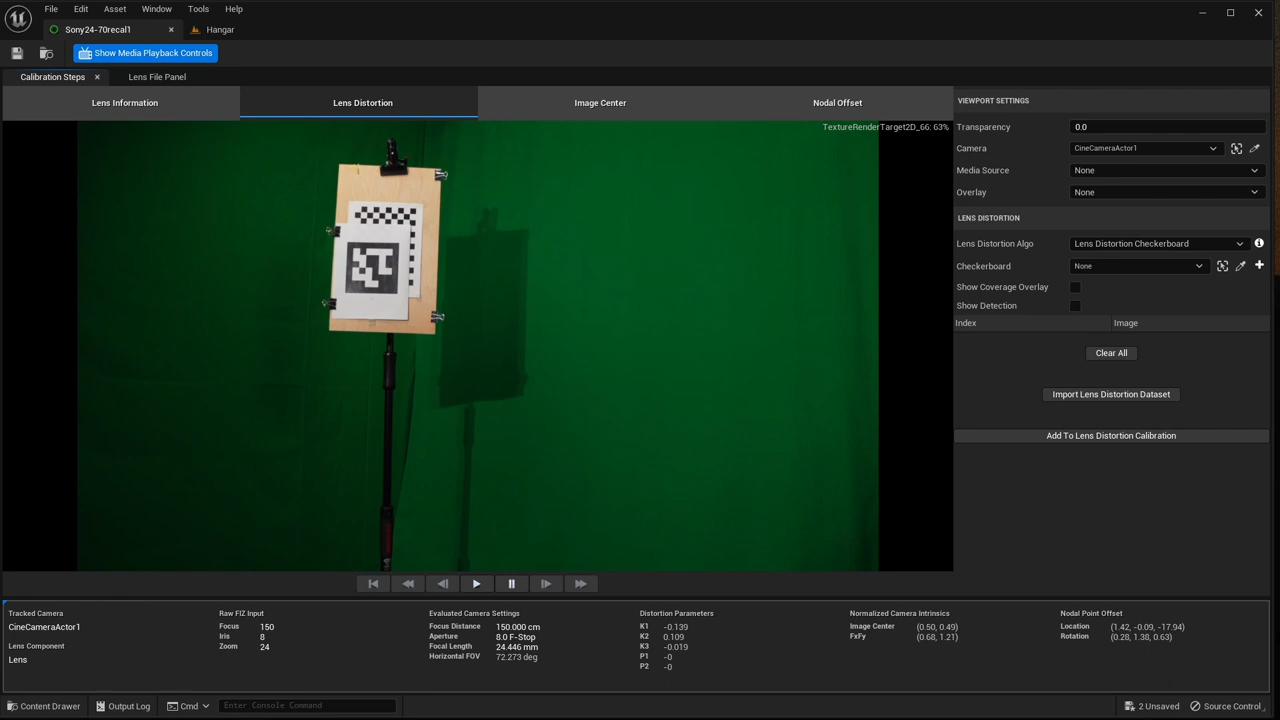 File Edit Asset Window Tools Help
Sony24-70recal1 Hangar
Show Media Playback Controls
Calibration Steps Lens File Panel
Lens Information Lens Distortion Image Center Nodal Offset
TextureRenderTarget2D_66: 63%
VIEWPORT SETTINGS
Transparency 0.0
Camera CineCameraActor1
Media Source None
Overlay None
LENS DISTORTION
Lens Distortion Algo Lens Distortion Checkerboard
Checkerboard None
Show Coverage Overlay
Show Detection
Index Image
Clear All
Import Lens Distortion Dataset
Add To Lens Distortion Calibration
Tracked Camera
CineCameraActor1
Lens Component
Lens
Raw FIZ Input
Focus 150
Iris 8
Zoom 24
Evaluated Camera Settings
Focus Distance 150.000 cm
Aperture 8.0 F-Stop
Focal Length 24.446 mm
Horizontal FOV 72.273 deg
Distortion Parameters
K1 -0.139
K2 0.109
K3 -0.019
P1 -0
P2 -0
Normalized Camera Intrinsics
Image Center (0.50, 0.49)
FxFy (0.68, 1.21)
Nodal Point Offset
Location (1.42, -0.09, -17.94)
Rotation (0.28, 1.38, 0.63)
Content Drawer Output Log Cmd Enter Console Command 2 Unsaved Source Control